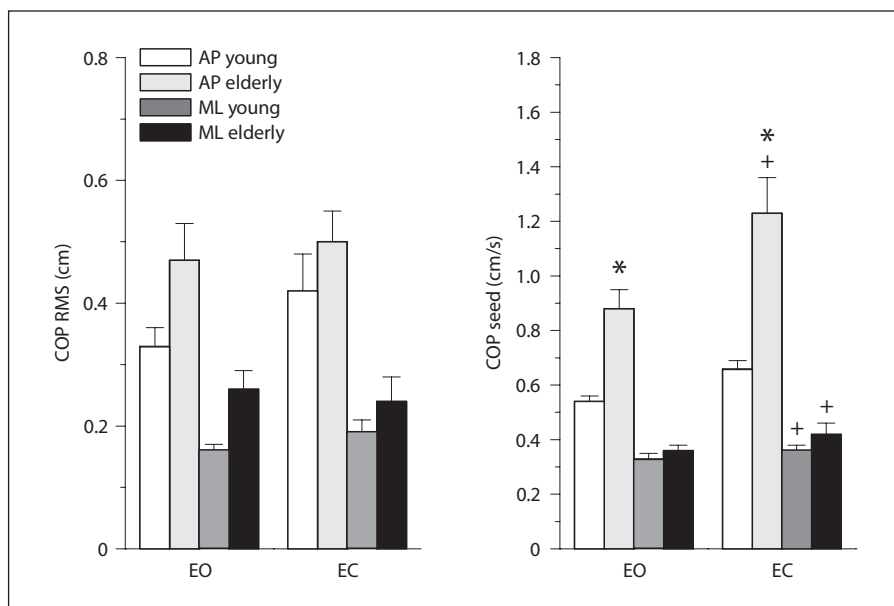 AP young
AP elderly
ML young
ML elderly
COP RMS (cm)
0.8
0.6
0.4
0.2
0
EO
EC
COP seed (cm/s)
1.8
1.6
1.4
1.2
1.0
0.8
0.6
0.4
0.2
0
*
*
+
+
+
EO
EC